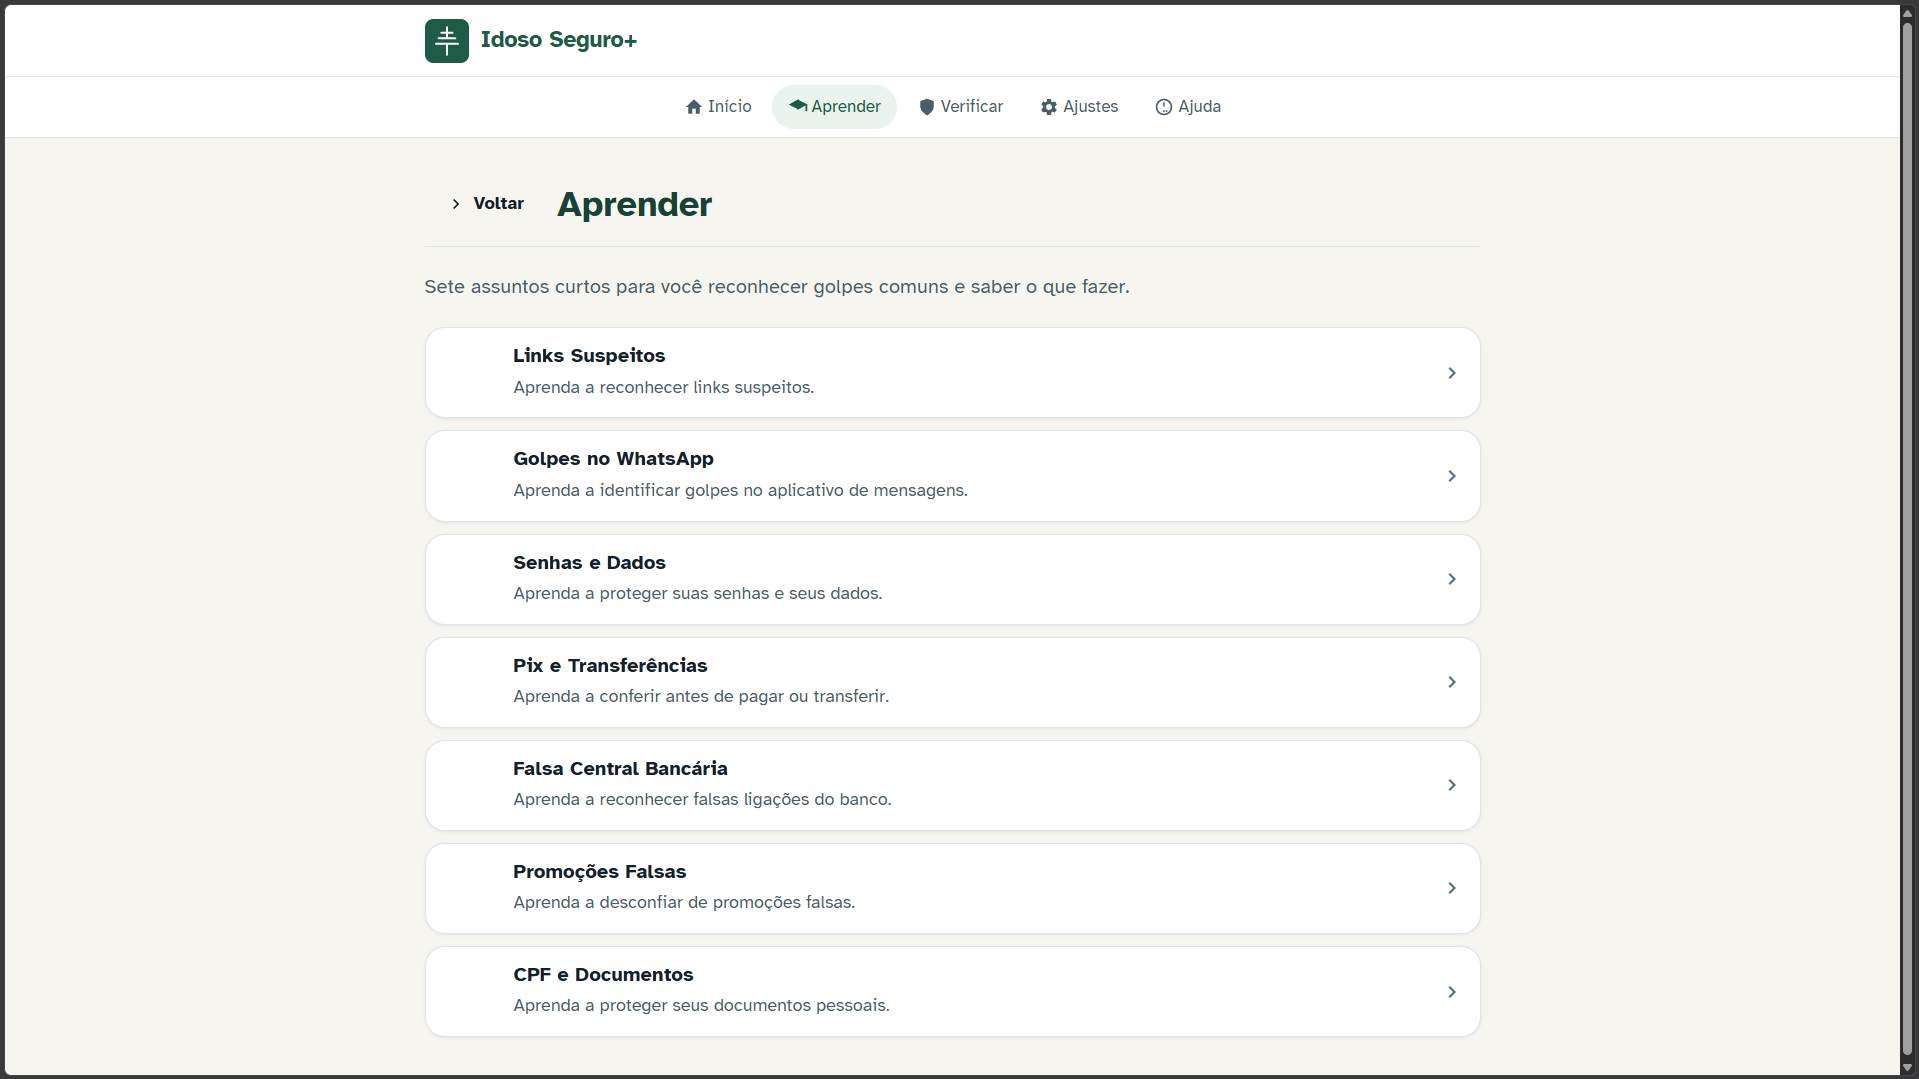 Idoso Seguro+
Início
Aprender
Verificar
Ajustes
Ajuda
Voltar
Aprender
Sete assuntos curtos para você reconhecer golpes comuns e saber o que fazer.
Links Suspeitos
Aprenda a reconhecer links suspeitos.
Golpes no WhatsApp
Aprenda a identificar golpes no aplicativo de mensagens.
Senhas e Dados
Aprenda a proteger suas senhas e seus dados.
Pix e Transferências
Aprenda a conferir antes de pagar ou transferir.
Falsa Central Bancária
Aprenda a reconhecer falsas ligações do banco.
Promoções Falsas
Aprenda a desconfiar de promoções falsas.
CPF e Documentos
Aprenda a proteger seus documentos pessoais.